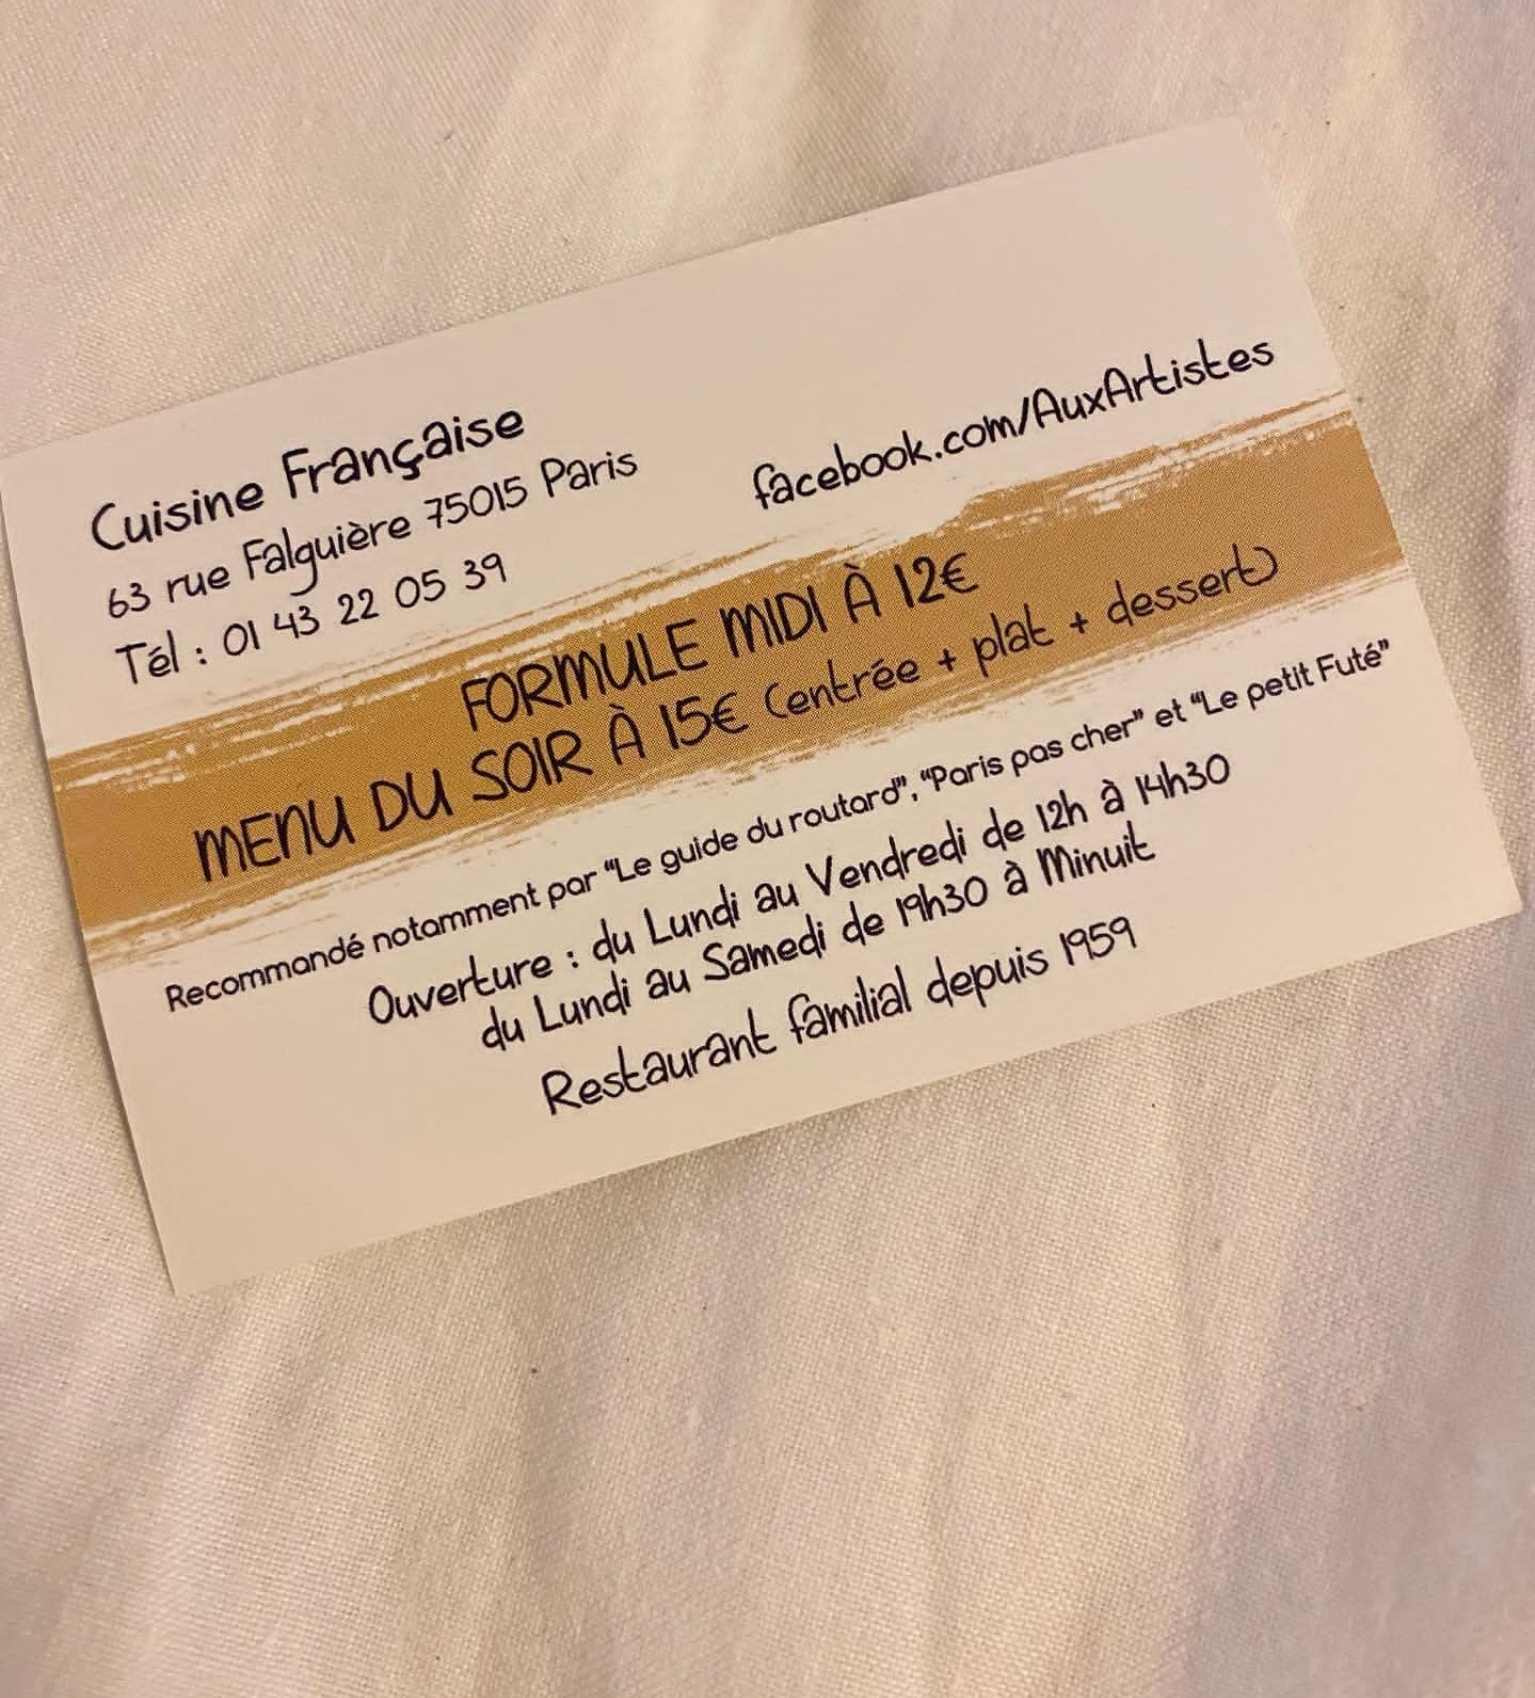 Cuisine Française
63 rue Falguière 75015 Paris
Tél : 01 43 22 05 39
facebook.com/AuxArtistes
FORMULE MIDI À 12€
MENU DU SOIR À 15€ (entrée + plat + dessert)
Recommandé notamment par "Le guide du routard", "Paris pas cher" et "Le petit Futé"
Ouverture : du Lundi au Vendredi de 12h à 14h30
du Lundi au Samedi de 19h30 à Minuit
Restaurant familial depuis 1959